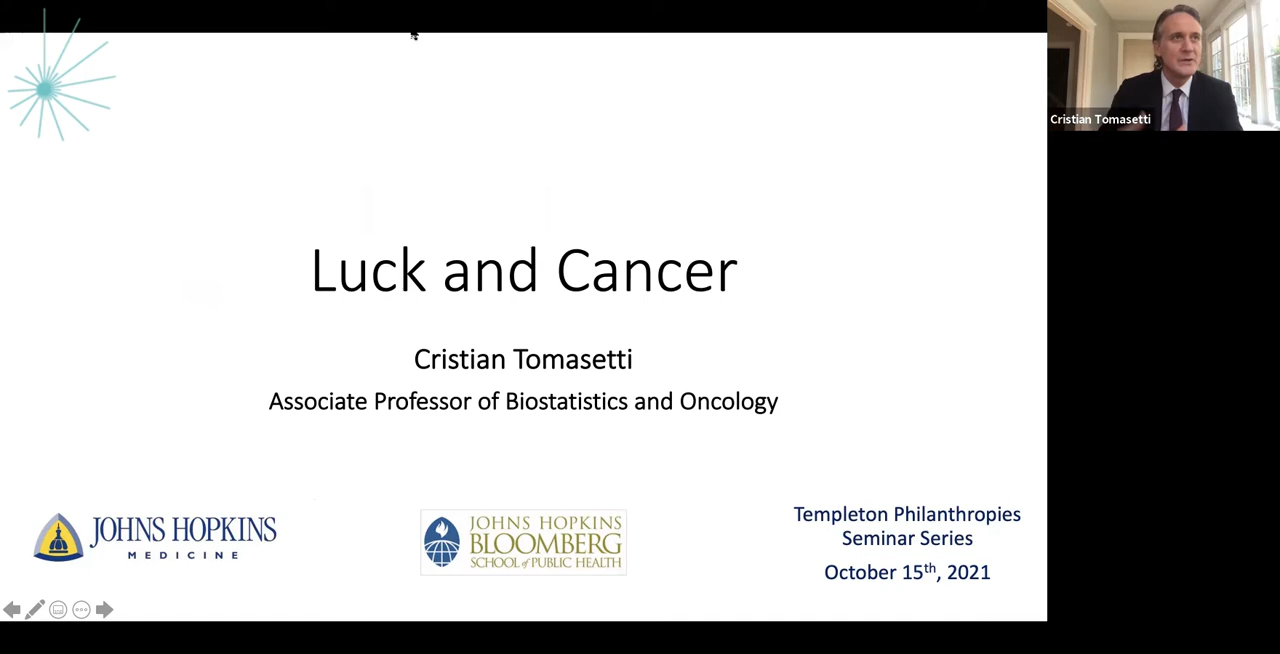 Luck and Cancer
Cristian Tomasetti
Associate Professor of Biostatistics and Oncology
JOHNS HOPKINS
MEDICINE
JOHNS HOPKINS
BLOOMBERG
SCHOOL of PUBLIC HEALTH
Templeton Philanthropies
Seminar Series
October 15th, 2021
Cristian Tomasetti